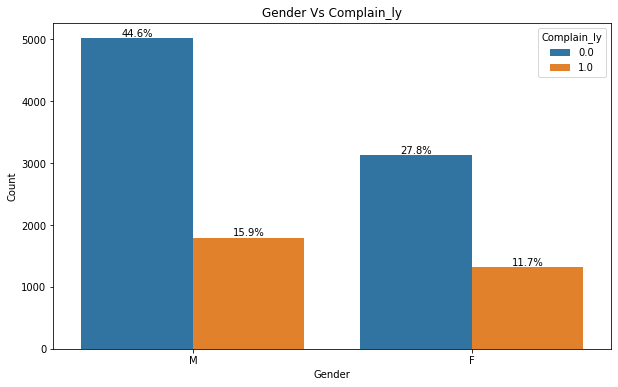 Gender Vs Complain_ly
Complain_ly
0.0
1.0
44.6%
15.9%
27.8%
11.7%
Count
5000
4000
3000
2000
1000
0
M
F
Gender